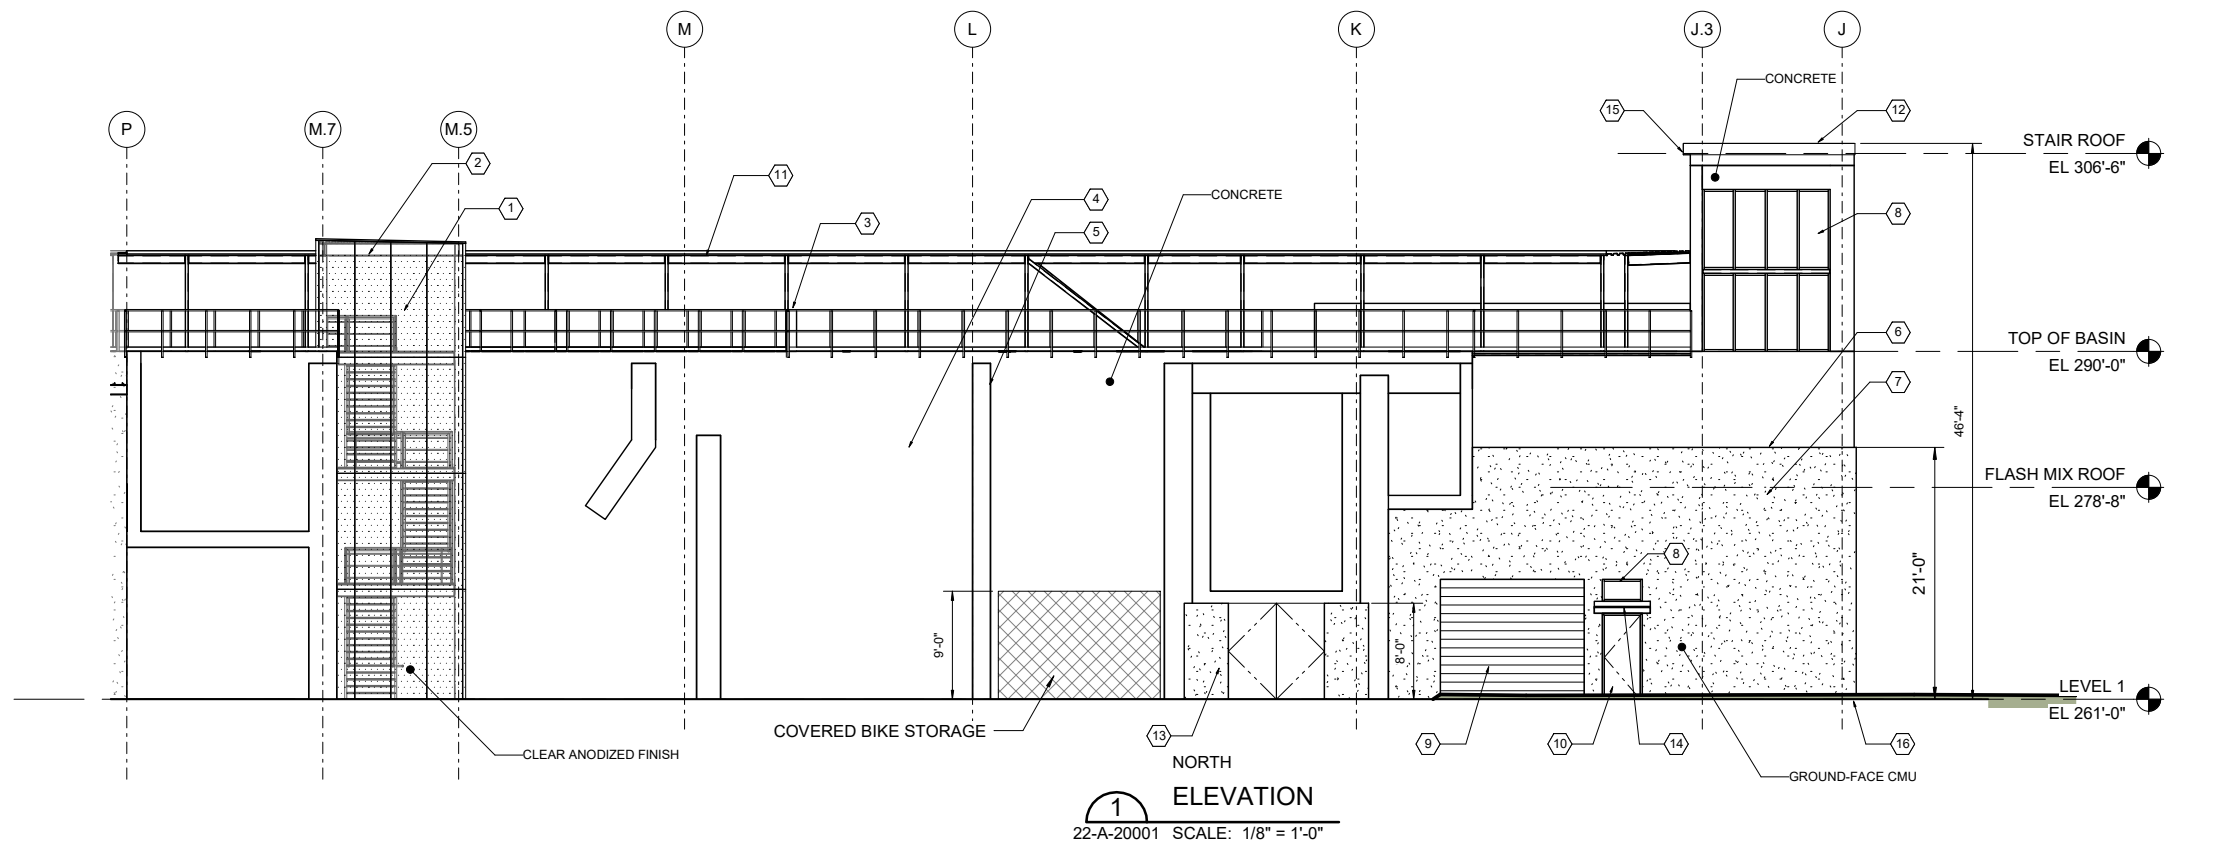 M
L
K
J.3
J
CONCRETE
15
12
P
M.7
M.5
STAIR ROOF
EL 306'-6"
2
11
1
CONCRETE
4
3
5
8
6
TOP OF BASIN
EL 290'-0"
7
46'-4"
FLASH MIX ROOF
EL 278'-8"
8
21'-0"
9'-0"
8'-0"
LEVEL 1
EL 261'-0"
COVERED BIKE STORAGE
13
9
10
14
16
CLEAR ANODIZED FINISH
NORTH
GROUND-FACE CMU
1
ELEVATION
22-A-20001 SCALE: 1/8" = 1'-0"